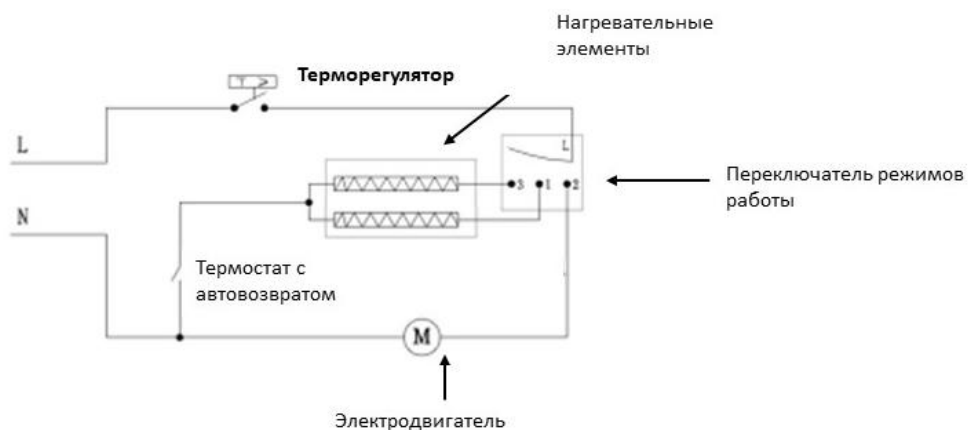 Нагревательные
элементы
Терморегулятор
T >
L
L
3 1 2
Переключатель режимов
работы
N
Термостат с
автовозвратом
M
Электродвигатель